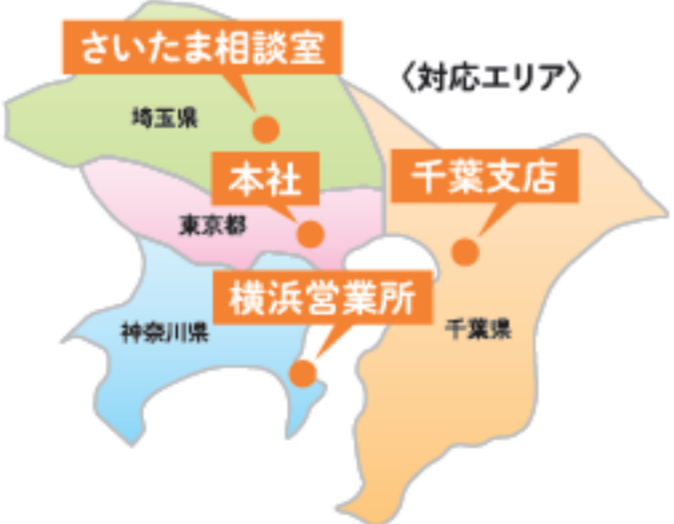 さいたま相談室
〈対応エリア〉
埼玉県
本社
千葉支店
東京都
横浜営業所
神奈川県
千葉県